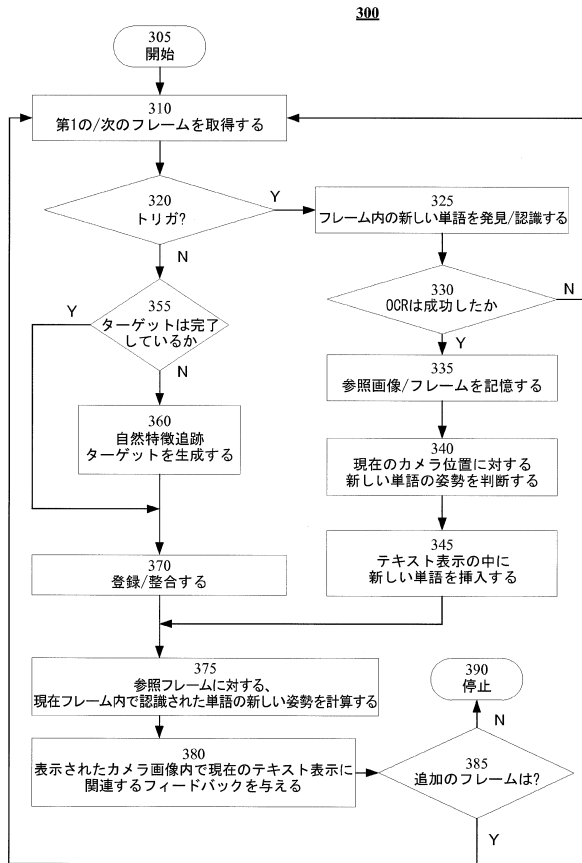 300
305
開始
310
第1の/次のフレームを取得する
320
トリガ?
Y
N
325
フレーム内の新しい単語を発見/認識する
330
OCRは成功したか
N
Y
335
参照画像/フレームを記憶する
340
現在のカメラ位置に対する
新しい単語の姿勢を判断する
345
テキスト表示の中に
新しい単語を挿入する
355
ターゲットは完了
しているか
Y
N
360
自然特徴追跡
ターゲットを生成する
370
登録/整合する
375
参照フレームに対する、
現在フレーム内で認識された単語の新しい姿勢を計算する
380
表示されたカメラ画像内で現在のテキスト表示に
関連するフィードバックを与える
385
追加のフレームは?
N
Y
390
停止